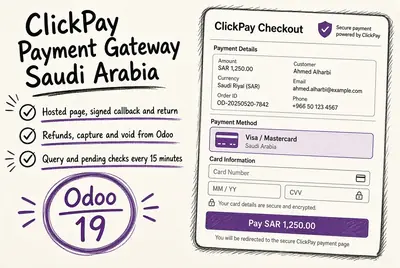 ClickPay
Payment Gateway
Saudi Arabia
Hosted page, signed callback and return
Refunds, capture and void from Odoo
Query and pending checks every 15 minutes
Odoo
19
ClickPay Checkout
Secure payment
powered by ClickPay
Payment Details
Amount
SAR 1,250.00
Currency
Saudi Riyal (SAR)
Order ID
OD-20250520-7842
Customer
Ahmed Alharbi
Email
ahmed.alharbi@example.com
Phone
+966 50 123 4567
Payment Method
Visa / Mastercard
Saudi Arabia
Card Information
Card Number
MM / YY
CVV
Your card details are secure and encrypted.
Pay SAR 1,250.00
You will be redirected to the secure ClickPay payment page